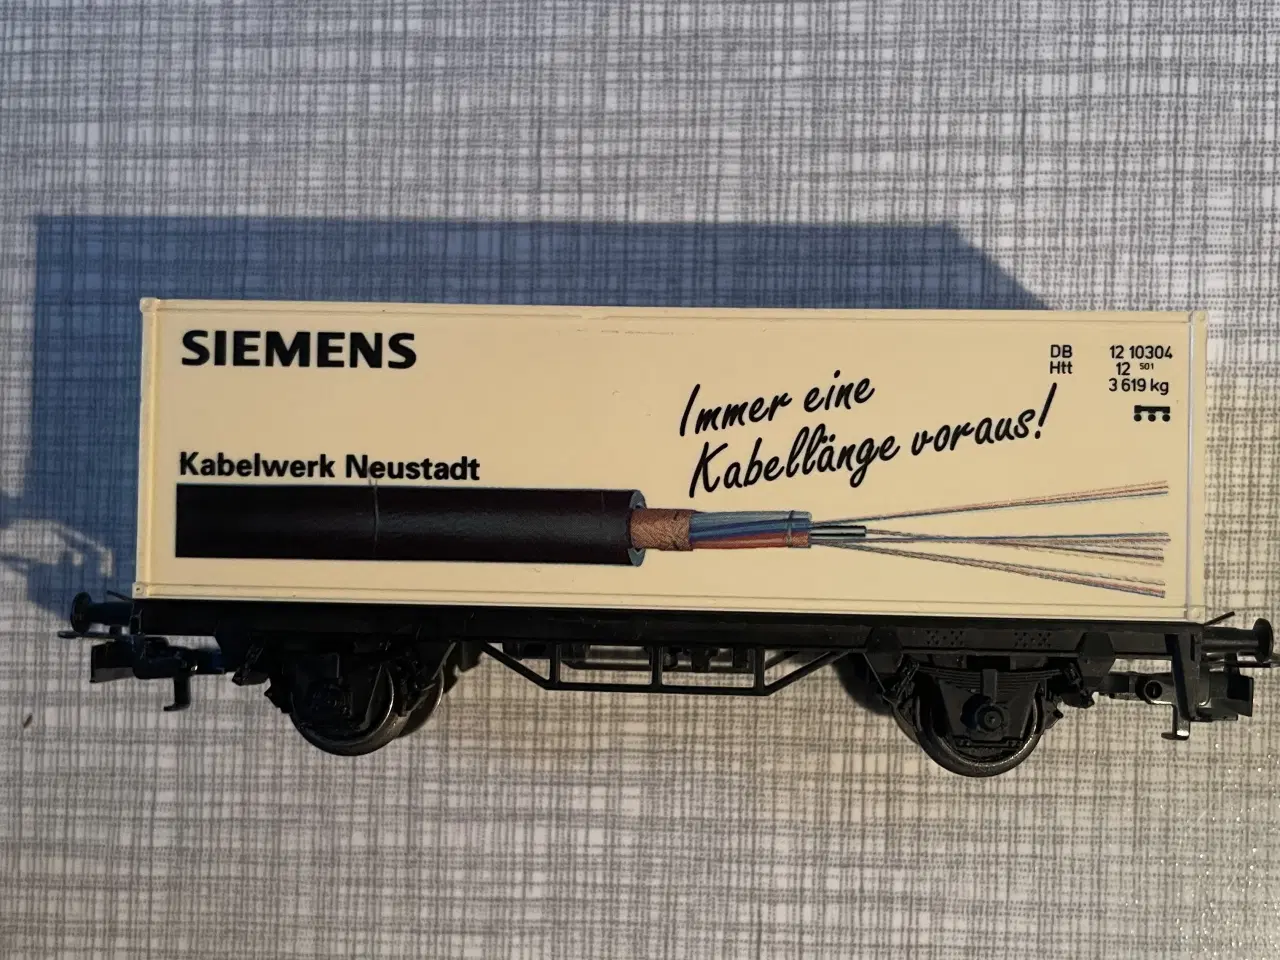 SIEMENS
Kabelwerk Neustadt
Immer eine
Kabellänge voraus!
DB 12 10304
Htt 12 501
3 619 kg